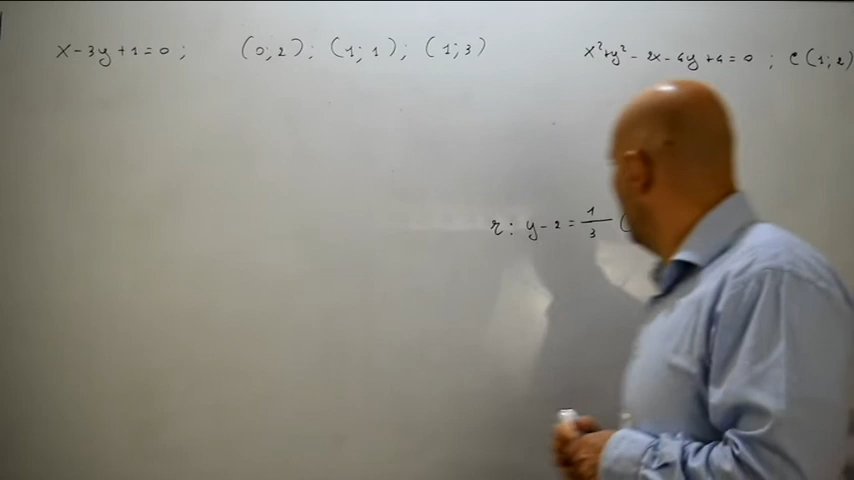 x-3y+1=0; (0;2); (1;1); (1;3)
x²+y²-2x-4y+4=0; C(1;2)
r: y-2=1/3 (